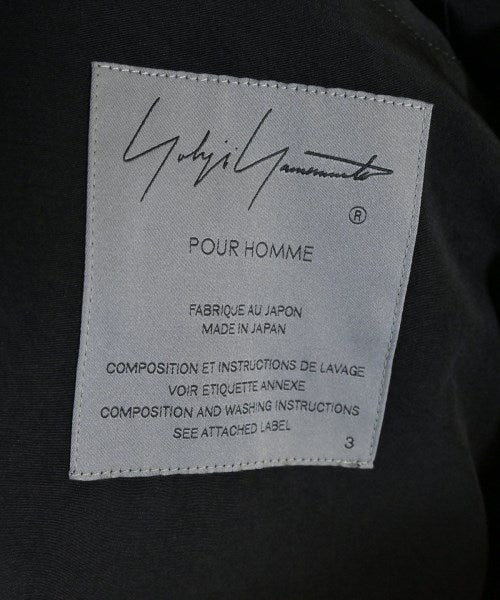 Yohji Yamamoto
®
POUR HOMME
FABRIQUE AU JAPON
MADE IN JAPAN
COMPOSITION ET INSTRUCTIONS DE LAVAGE
VOIR ETIQUETTE ANNEXE
COMPOSITION AND WASHING INSTRUCTIONS
SEE ATTACHED LABEL
3